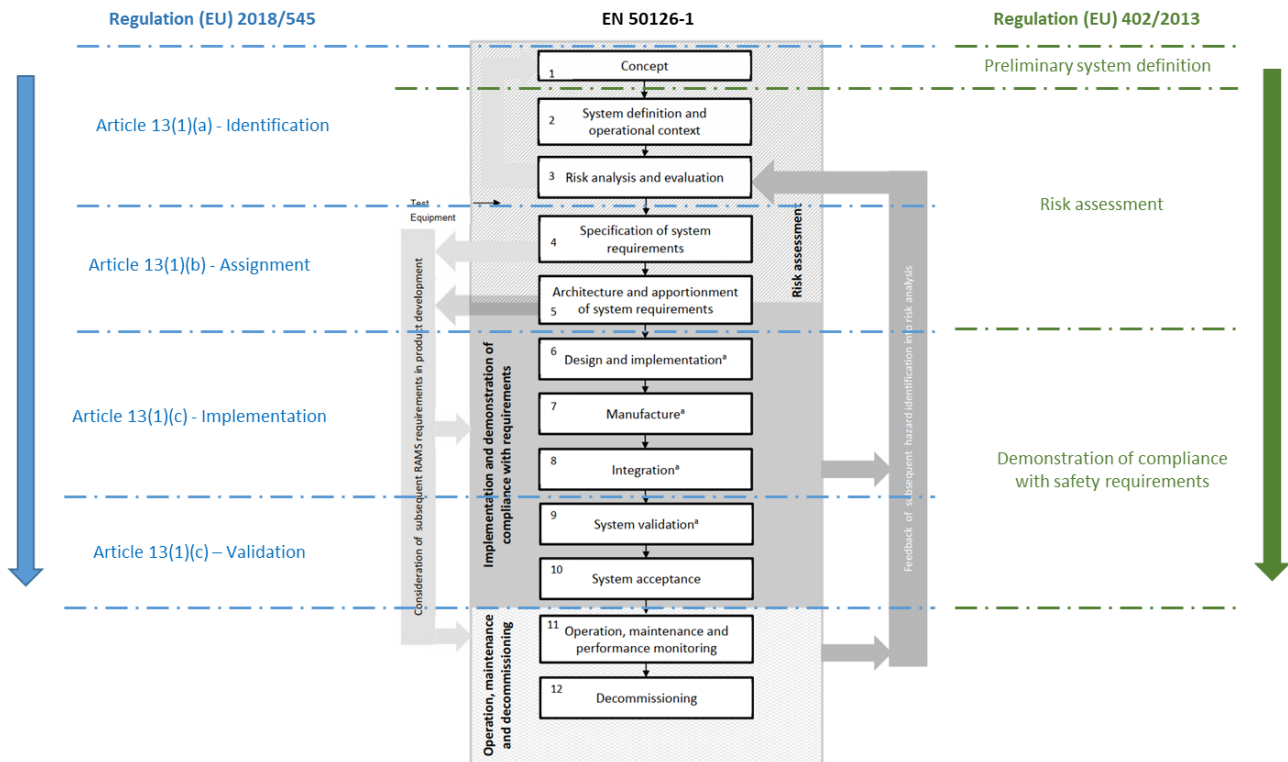 Regulation (EU) 2018/545
EN 50126-1
Regulation (EU) 402/2013
Article 13(1)(a) - Identification
Article 13(1)(b) - Assignment
Article 13(1)(c) - Implementation
Article 13(1)(c) – Validation
Test
Equipment
Consideration of subsequent RAMS requirements in product development
1
Concept
2
System definition and
operational context
3
Risk analysis and evaluation
4
Specification of system
requirements
5
Architecture and apportionment
of system requirements
6
Design and implementationᵃ
7
Manufactureᵃ
8
Integrationᵃ
9
System validationᵃ
10
System acceptance
11
Operation, maintenance and
performance monitoring
12
Decommissioning
Risk assessment
Implementation and demonstration of
compliance with requirements
Operation, maintenance
and decommissioning
Feedback of subsequent hazard identification into risk analysis
Preliminary system definition
Risk assessment
Demonstration of compliance
with safety requirements